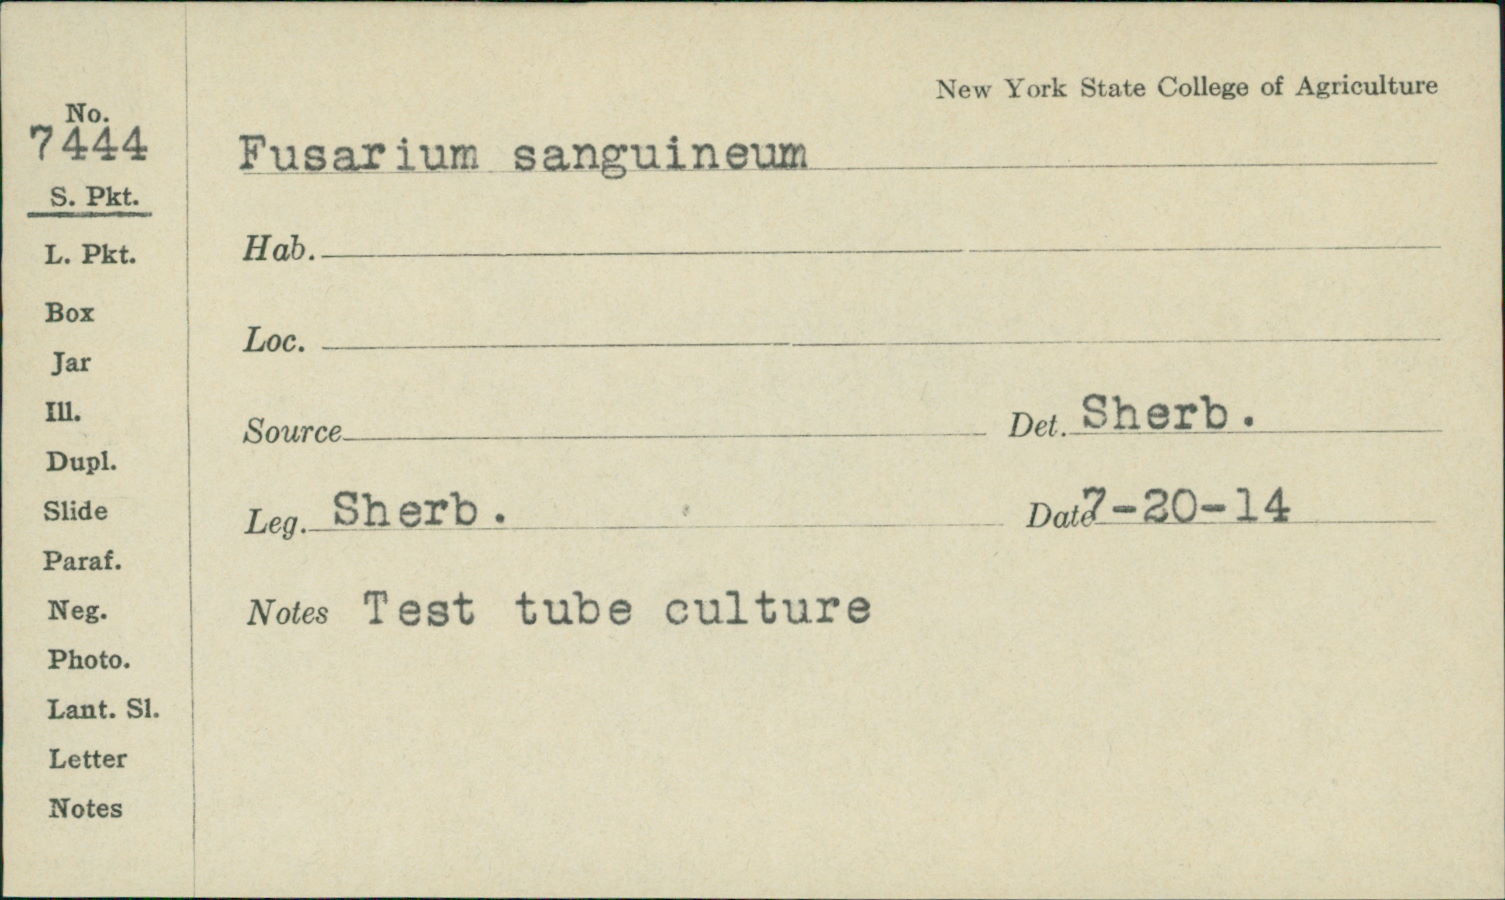 New York State College of Agriculture
No.
7444
S. Pkt.
L. Pkt.
Box
Jar
Ill.
Dupl.
Slide
Paraf.
Neg.
Photo.
Lant. Sl.
Letter
Notes
Fusarium sanguineum
Hab.
Loc.
Source Det. Sherb.
Leg. Sherb. Date 7-20-14
Notes Test tube culture